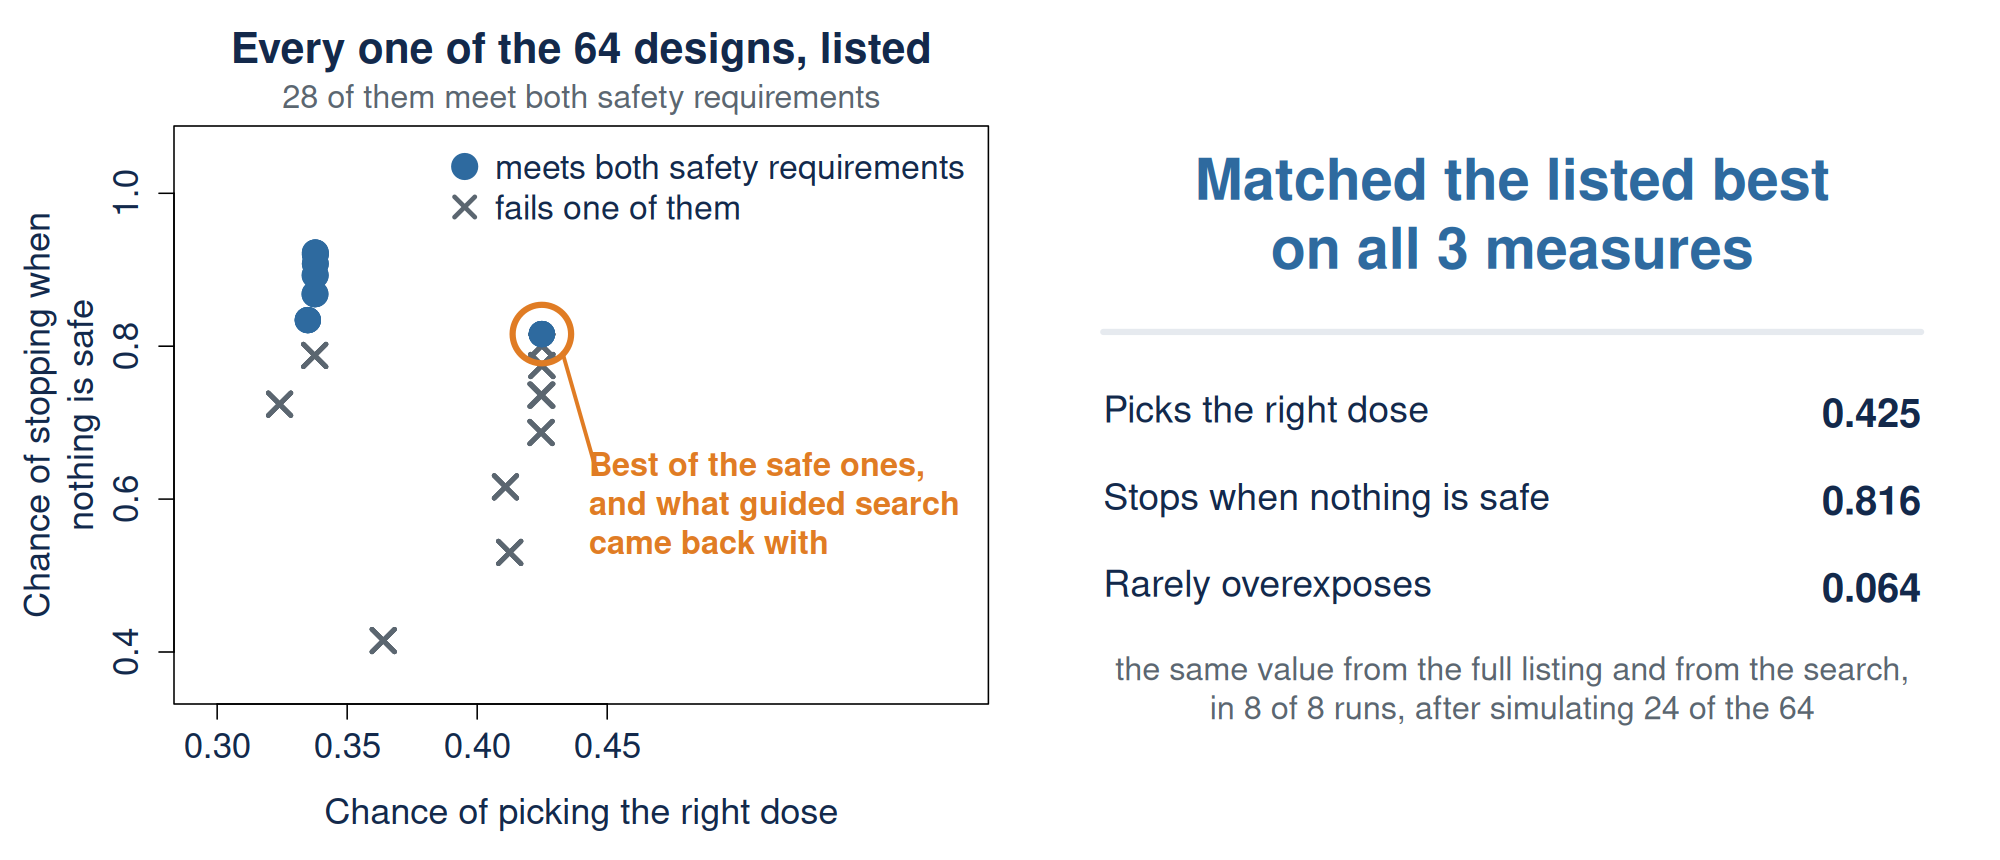 Every one of the 64 designs, listed
28 of them meet both safety requirements
meets both safety requirements
fails one of them
Chance of stopping when
nothing is safe
1.0
0.8
0.6
0.4
Best of the safe ones,
and what guided search
came back with
0.30 0.35 0.40 0.45
Chance of picking the right dose
Matched the listed best
on all 3 measures
Picks the right dose 0.425
Stops when nothing is safe 0.816
Rarely overexposes 0.064
the same value from the full listing and from the search,
in 8 of 8 runs, after simulating 24 of the 64